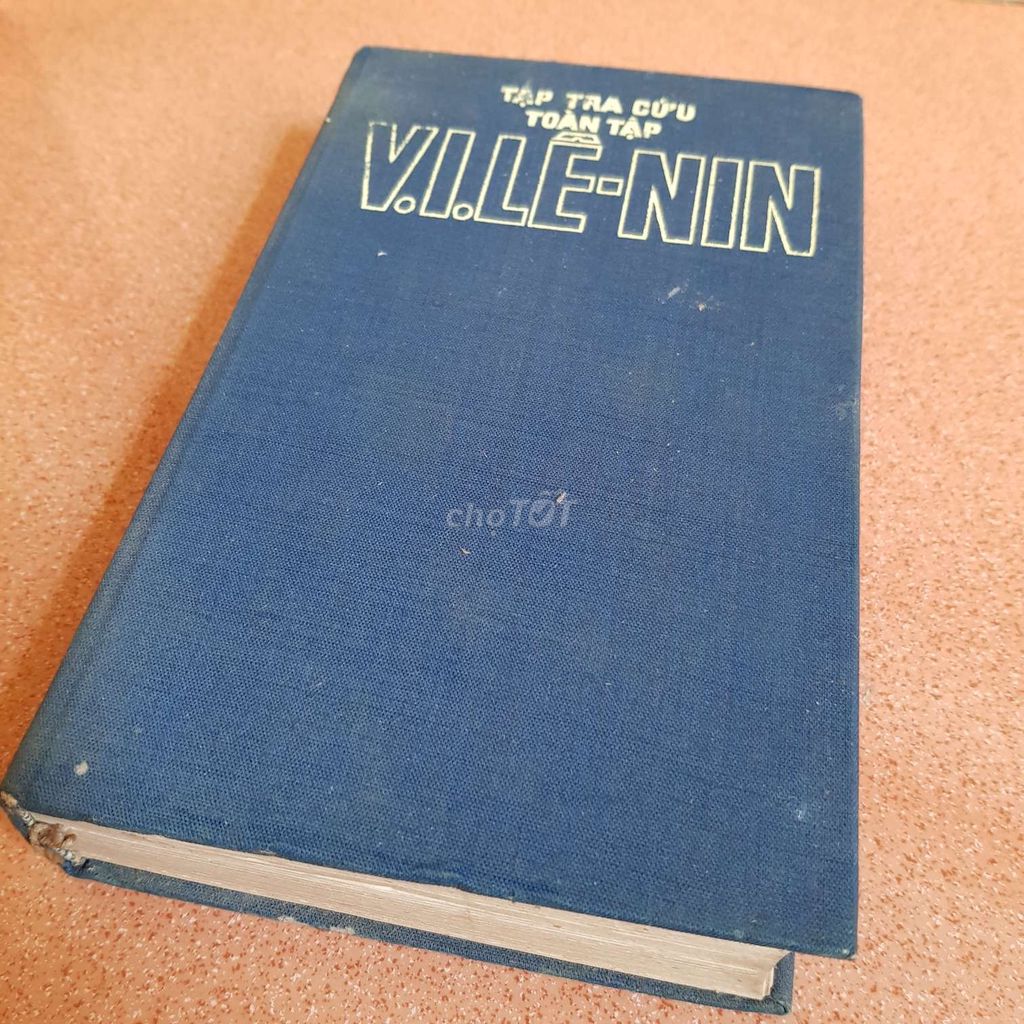 TẬP TRA CỨU
TOÀN TẬP
V.I.LÊ-NIN
choTỐT